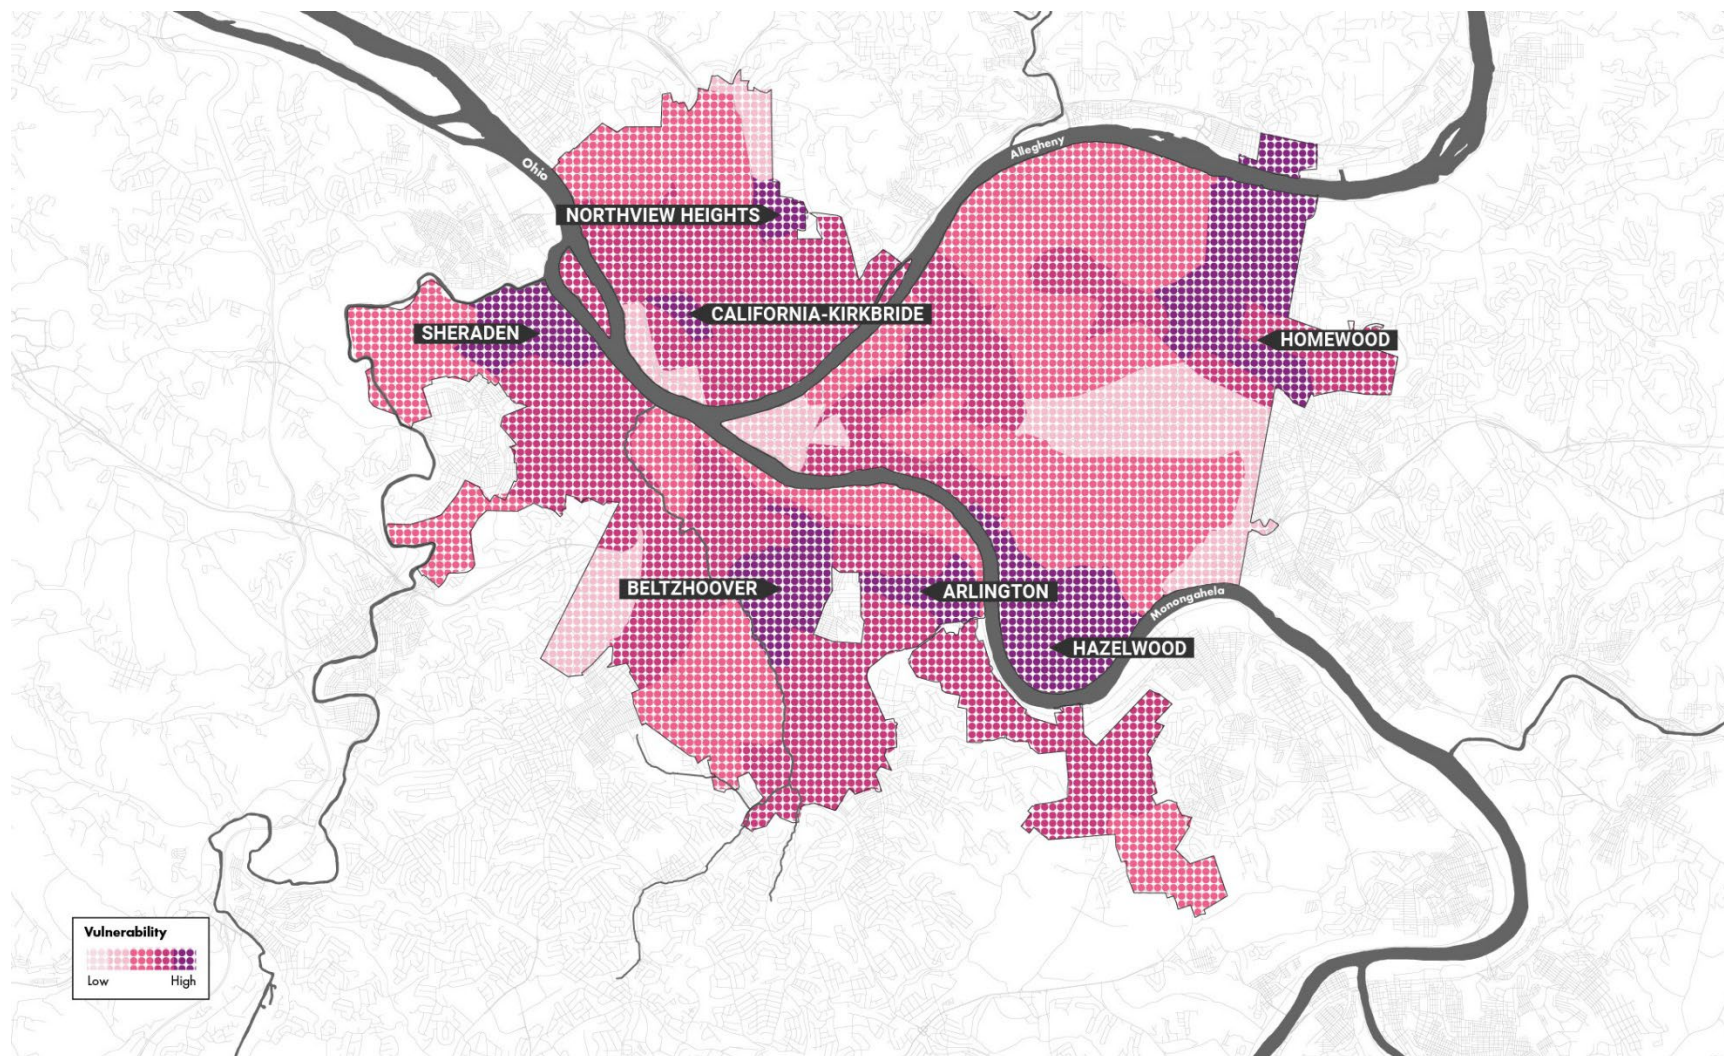 Ohio
Allegheny
NORTHVIEW HEIGHTS
CALIFORNIA-KIRKBRIDE
SHERADEN
HOMEWOOD
BELTZHOOVER
ARLINGTON
Monongahela
HAZELWOOD
Vulnerability
Low
High